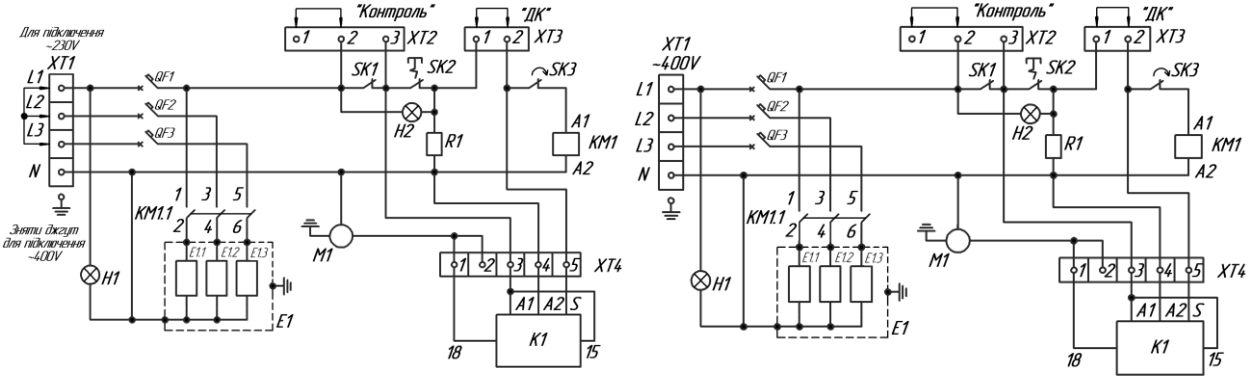 "Контроль" "ДК"
Для підключення
~230V
1 2 3 XT2 1 2 XT3
XT1
L1 QF1 SK1 SK2 SK3
L2 QF2
H2 R1 A1 KM1
L3 QF3
A2
N
1 3 5
KM1.1
2 4 6
Зняти джгут
для підключення
~400V
M1
E1.1 E1.2 E1.3
1 2 3 4 5 XT4
H1
A1 A2 S
E1
K1
18 15
"Контроль" "ДК"
1 2 3 XT2 1 2 XT3
XT1
~400V
L1 QF1 SK1 SK2 SK3
L2 QF2
H2 R1 A1 KM1
L3 QF3
A2
N
1 3 5
KM1.1
2 4 6
M1
E1.1 E1.2 E1.3
1 2 3 4 5 XT4
H1
A1 A2 S
E1
K1
18 15